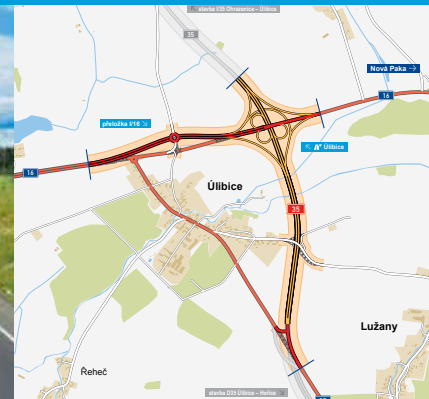 stavba I/35 Ohrazenice – Úlibice
35
Nová Paka →
16
přeložka I/16 ↘
↖ Úlibice
16
Úlibice
35
Lužany
Řeheč
stavba D35 Úlibice – Hořice